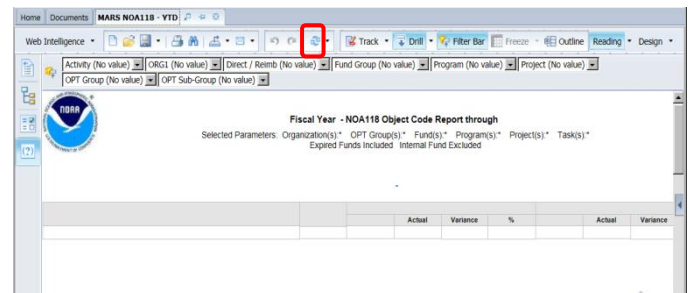 Home Documents MARS NOA118 - YTD
Web Intelligence Track Drill Filter Bar Freeze Outline Reading Design
Activity (No value) ORG1 (No value) Direct / Reimb (No value) Fund Group (No value) Program (No value) Project (No value)
OPT Group (No value) OPT Sub-Group (No value)
NOAA
Fiscal Year - NOA118 Object Code Report through
Selected Parameters: Organization(s):* OPT Group(s):* Fund(s):* Program(s):* Project(s):* Task(s):*
Expired Funds Included Internal Fund Excluded
-
Actual Variance % Actual Variance